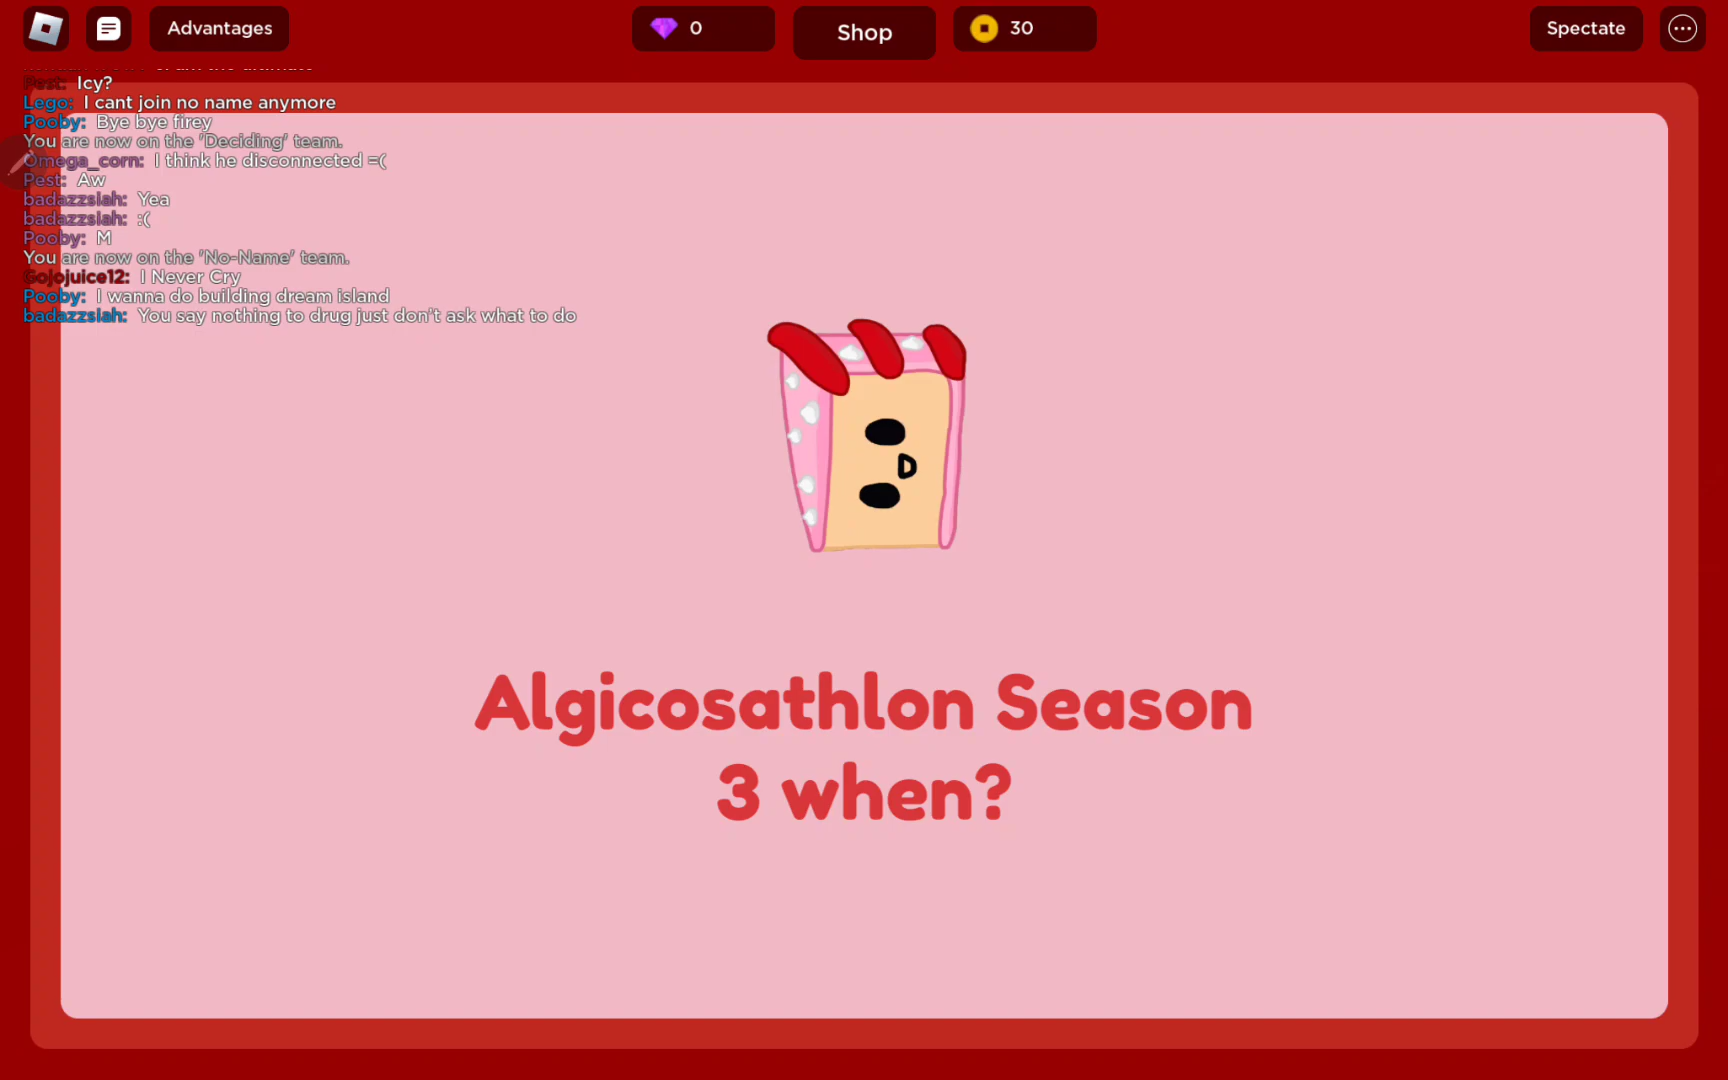 Advantages
0
Shop
30
Spectate
Pest: Icy?
Lego: I cant join no name anymore
Pooby: Bye bye firey
You are now on the 'Deciding' team.
Omega_corn: I think he disconnected =(
Pest: Aw
badazzslah: Yea
badazzslah: :(
Pooby: M
You are now on the 'No-Name' team.
Gojojuice12: I Never Cry
Pooby: I wanna do building dream island
badazzslah: You say nothing to drug just don't ask what to do
Algicosathlon Season
3 when?